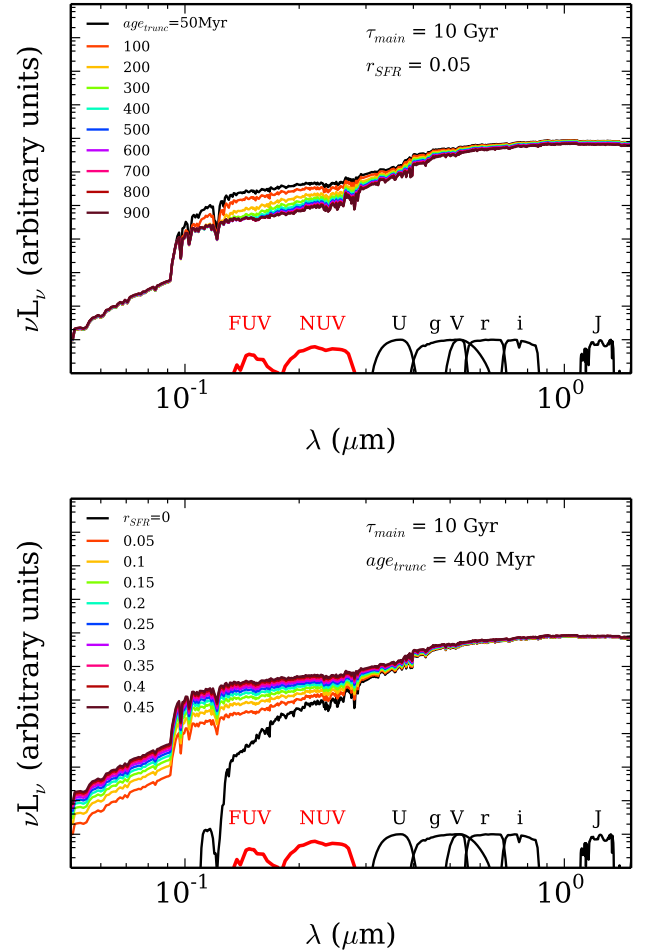 age_trunc=50Myr
100
200
300
400
500
600
700
800
900
τ_main = 10 Gyr
r_SFR = 0.05
νL_ν (arbitrary units)
FUV NUV U g V r i J
10^-1 10^0
λ (μm)
r_SFR=0
0.05
0.1
0.15
0.2
0.25
0.3
0.35
0.4
0.45
τ_main = 10 Gyr
age_trunc = 400 Myr
νL_ν (arbitrary units)
FUV NUV U g V r i J
10^-1 10^0
λ (μm)